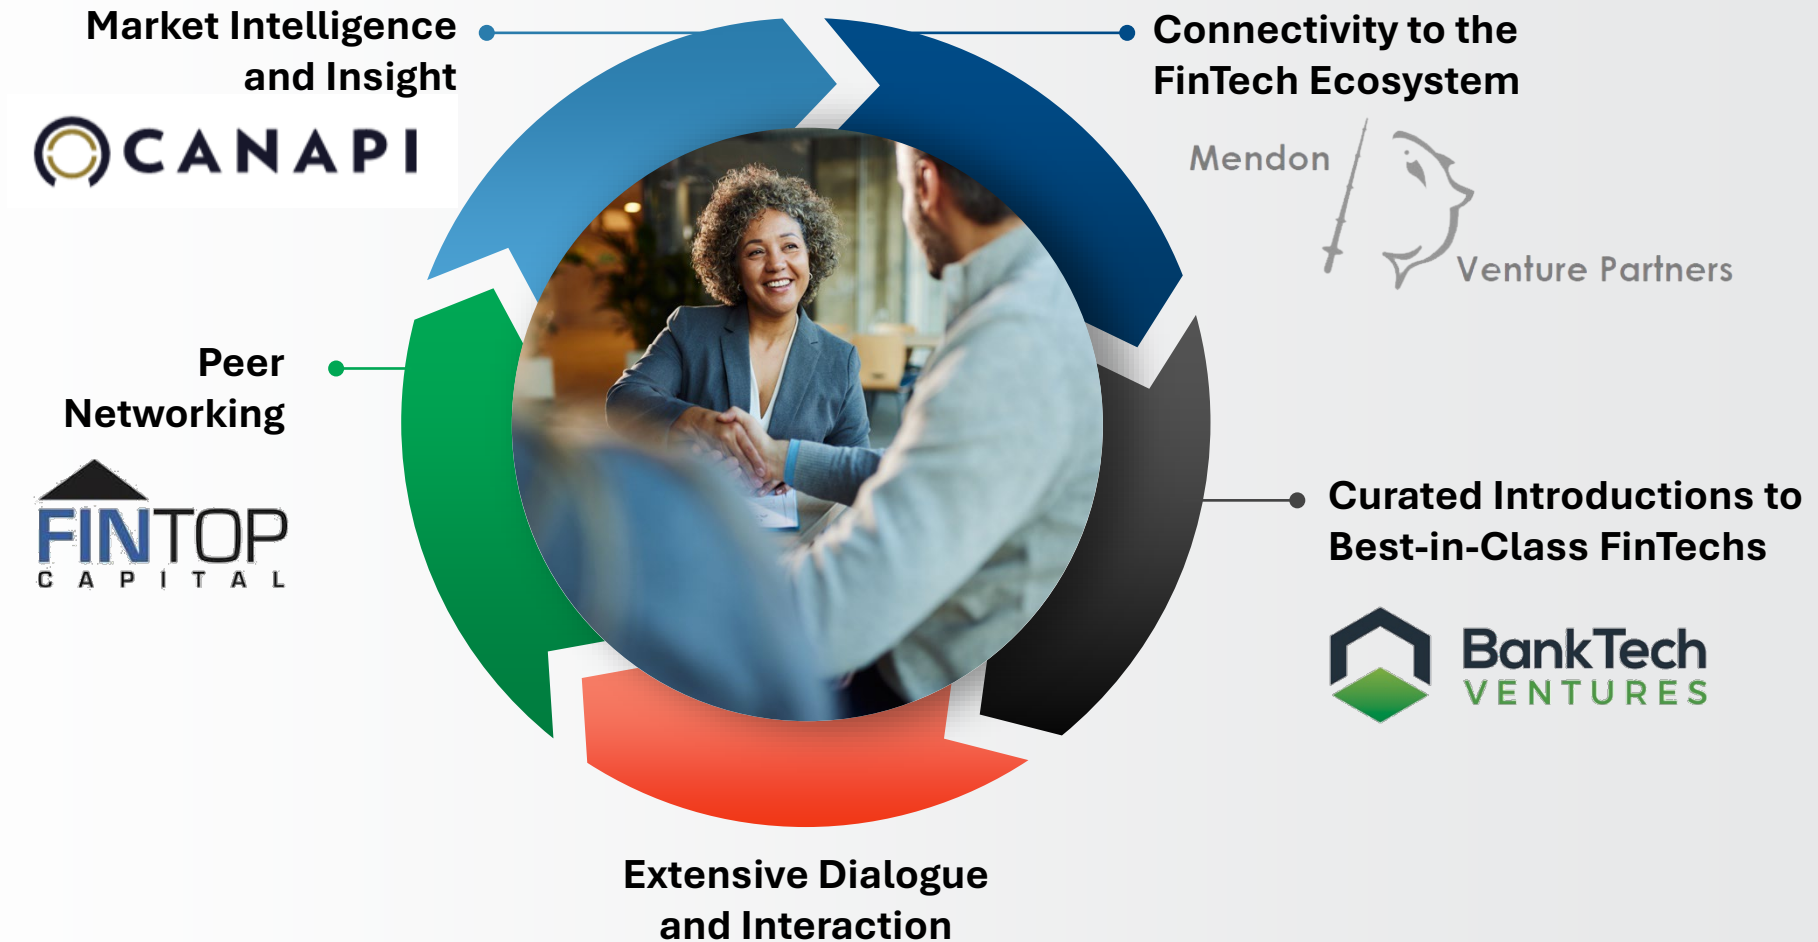 Market Intelligence
and Insight
CANAPI
Connectivity to the
FinTech Ecosystem
Mendon
Venture Partners
Peer
Networking
FINTOP
CAPITAL
Curated Introductions to
Best-in-Class FinTechs
BankTech
VENTURES
Extensive Dialogue
and Interaction